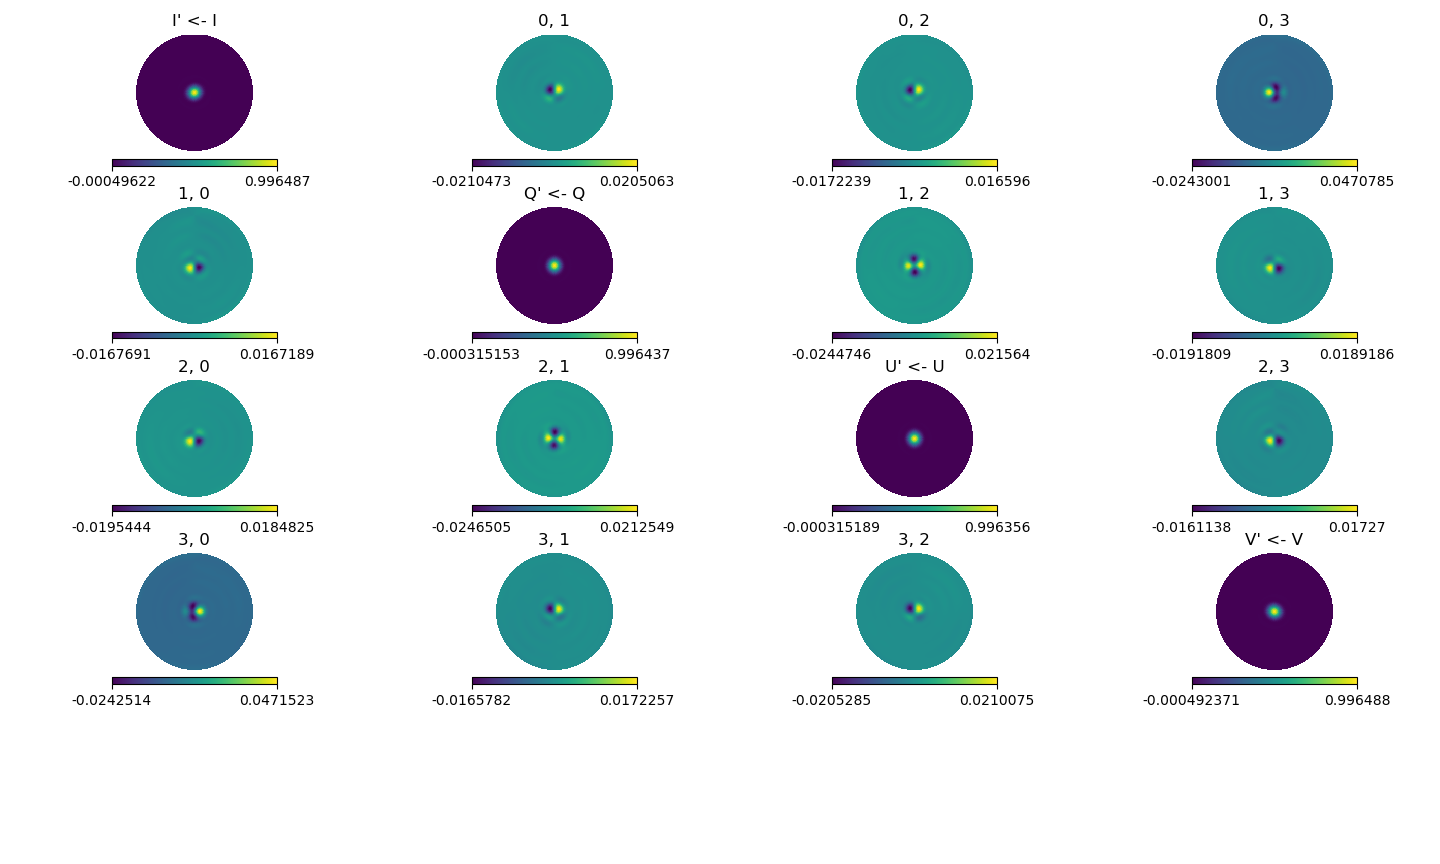 I' <- I 0, 1 0, 2 0, 3
-0.00049622 0.996487 -0.0210473 0.0205063 -0.0172239 0.016596 -0.0243001 0.0470785
1, 0 Q' <- Q 1, 2 1, 3
-0.0167691 0.0167189 -0.000315153 0.996437 -0.0244746 0.021564 -0.0191809 0.0189186
2, 0 2, 1 U' <- U 2, 3
-0.0195444 0.0184825 -0.0246505 0.0212549 -0.000315189 0.996356 -0.0161138 0.01727
3, 0 3, 1 3, 2 V' <- V
-0.0242514 0.0471523 -0.0165782 0.0172257 -0.0205285 0.0210075 -0.000492371 0.996488